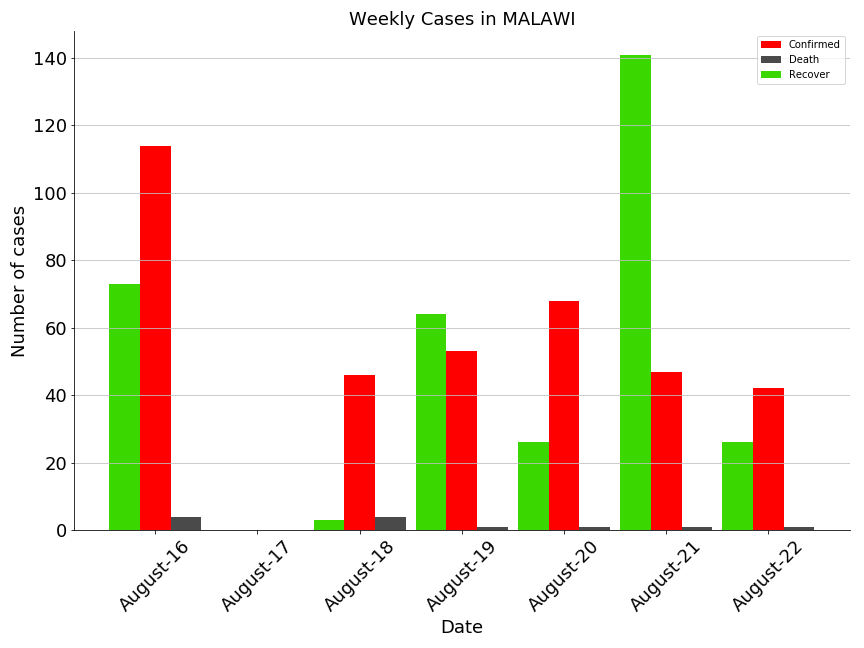 Weekly Cases in MALAWI
Confirmed
Death
Recover
Number of cases
140
120
100
80
60
40
20
0
August-16
August-17
August-18
August-19
August-20
August-21
August-22
Date